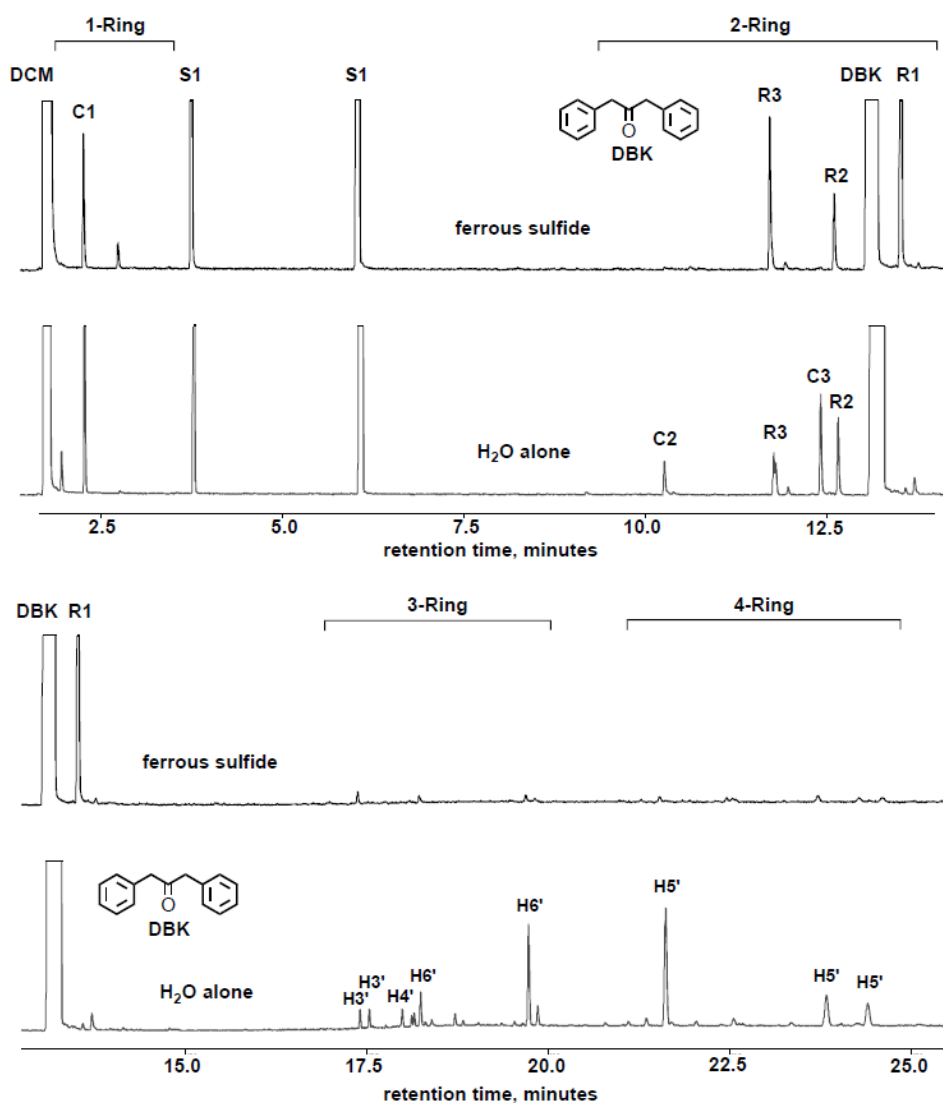 1-Ring 2-Ring
DCM S1 S1 DBK R1
C1 R3
O
DBK
R2
ferrous sulfide
C3
R2
H₂O alone C2 R3
2.5 5.0 7.5 10.0 12.5
retention time, minutes
DBK R1 3-Ring 4-Ring
ferrous sulfide
O
DBK
H5'
H6'
H₂O alone H3' H3' H4' H6' H5' H5'
15.0 17.5 20.0 22.5 25.0
retention time, minutes